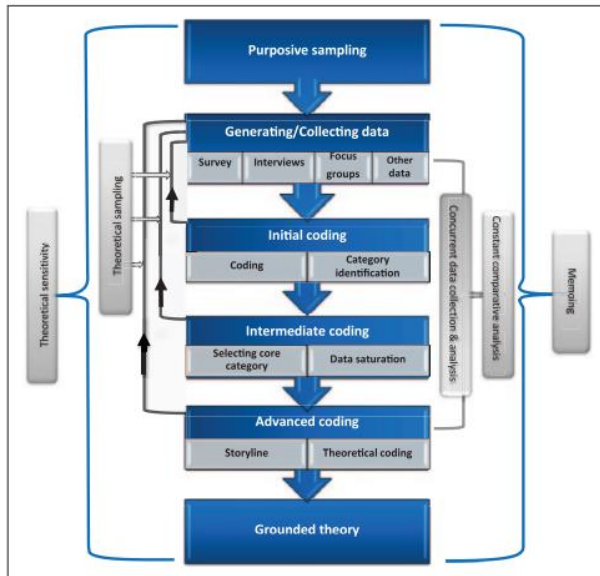 Purposive sampling
Generating/Collecting data
Survey
Interviews
Focus
groups
Other
data
Initial coding
Coding
Category identification
Intermediate coding
Selecting core
category
Data saturation
Advanced coding
Storyline
Theoretical coding
Grounded theory
Theoretical sensitivity
Theoretical sampling
Concurrent data collection & analysis
Constant comparative analysis
Memoing